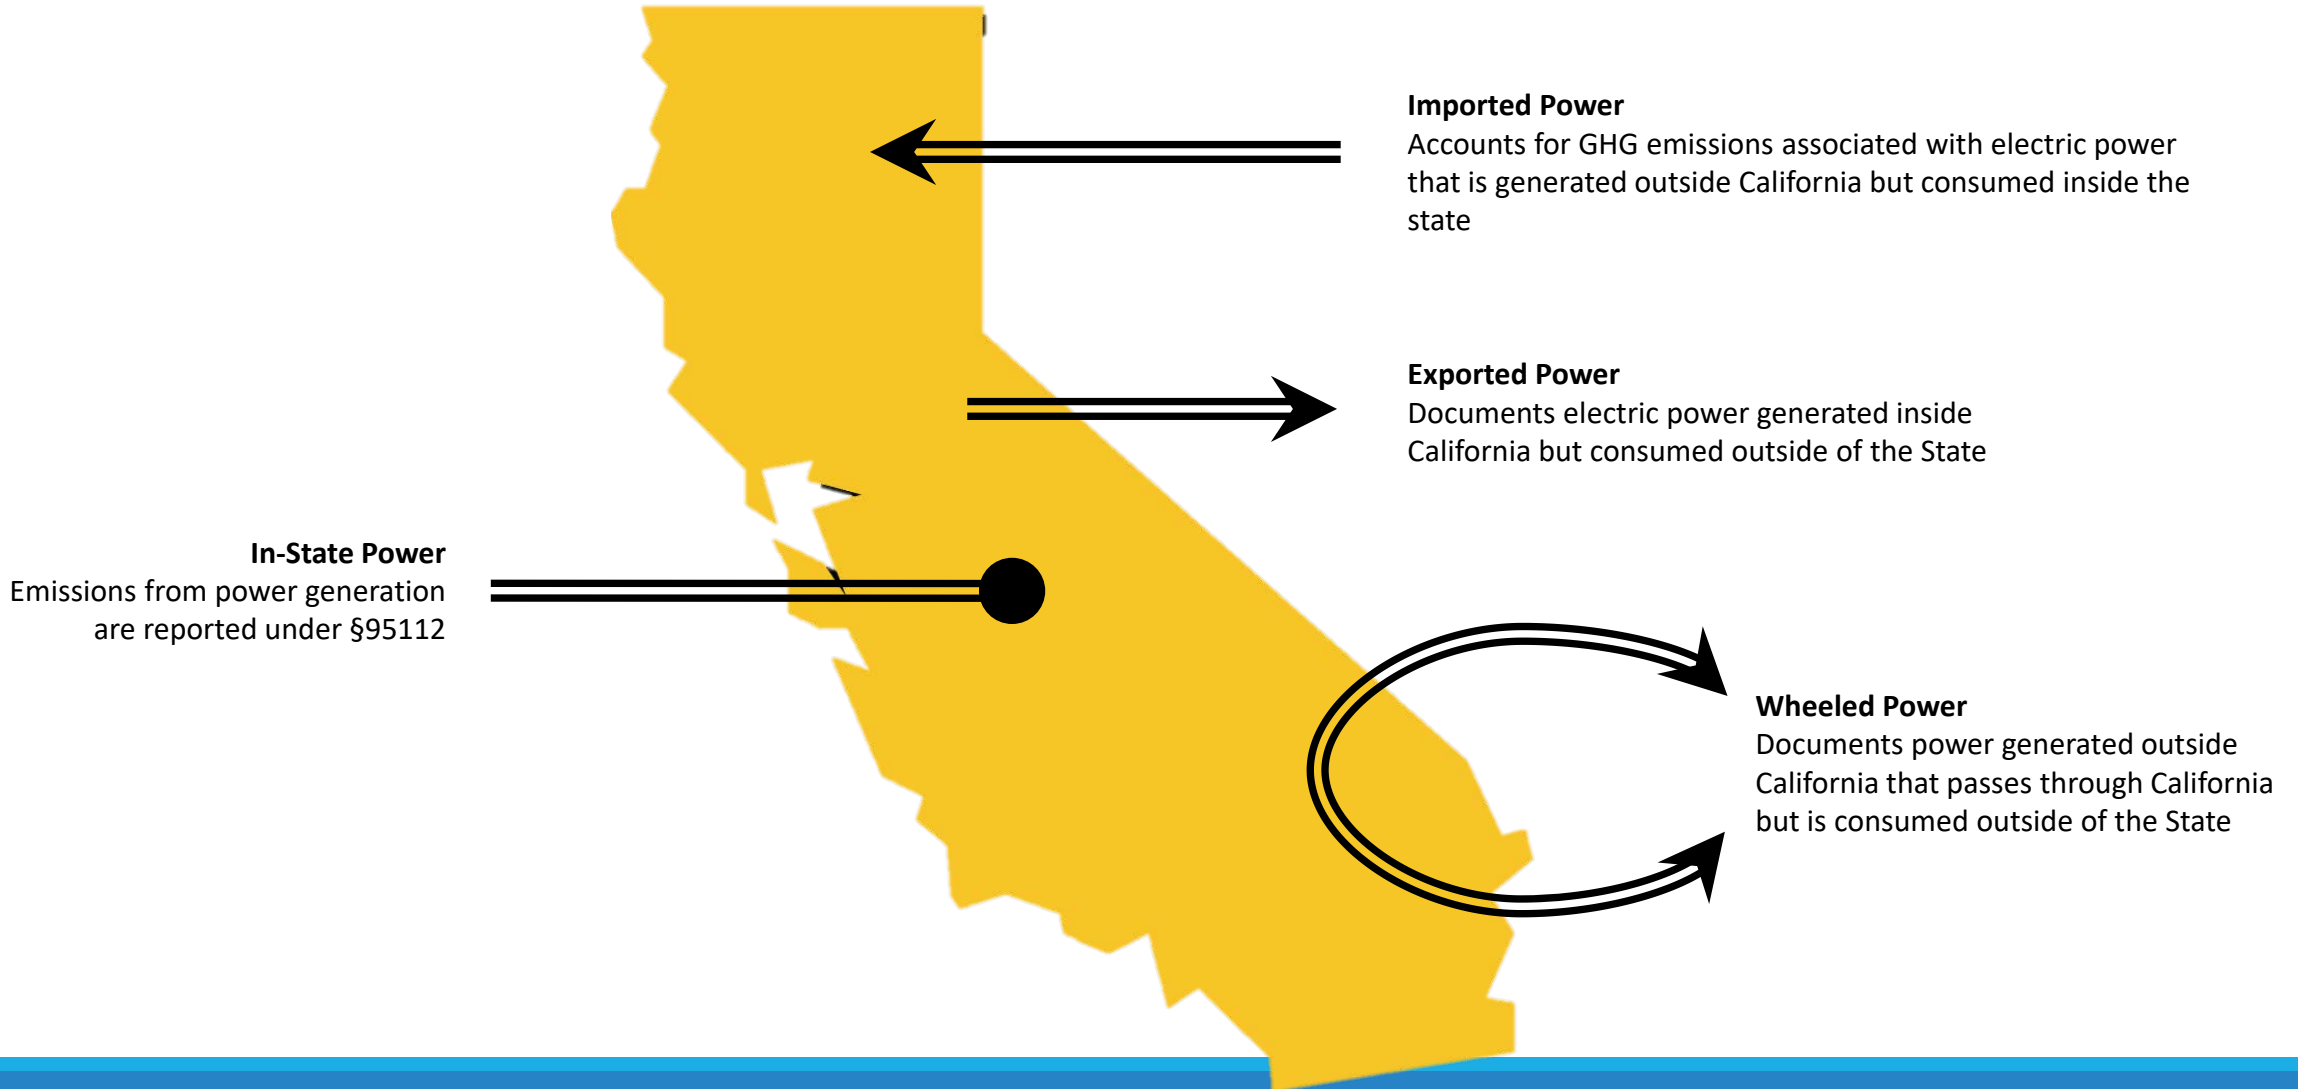 Imported Power
Accounts for GHG emissions associated with electric power
that is generated outside California but consumed inside the
state
Exported Power
Documents electric power generated inside
California but consumed outside of the State
In-State Power
Emissions from power generation
are reported under §95112
Wheeled Power
Documents power generated outside
California that passes through California
but is consumed outside of the State